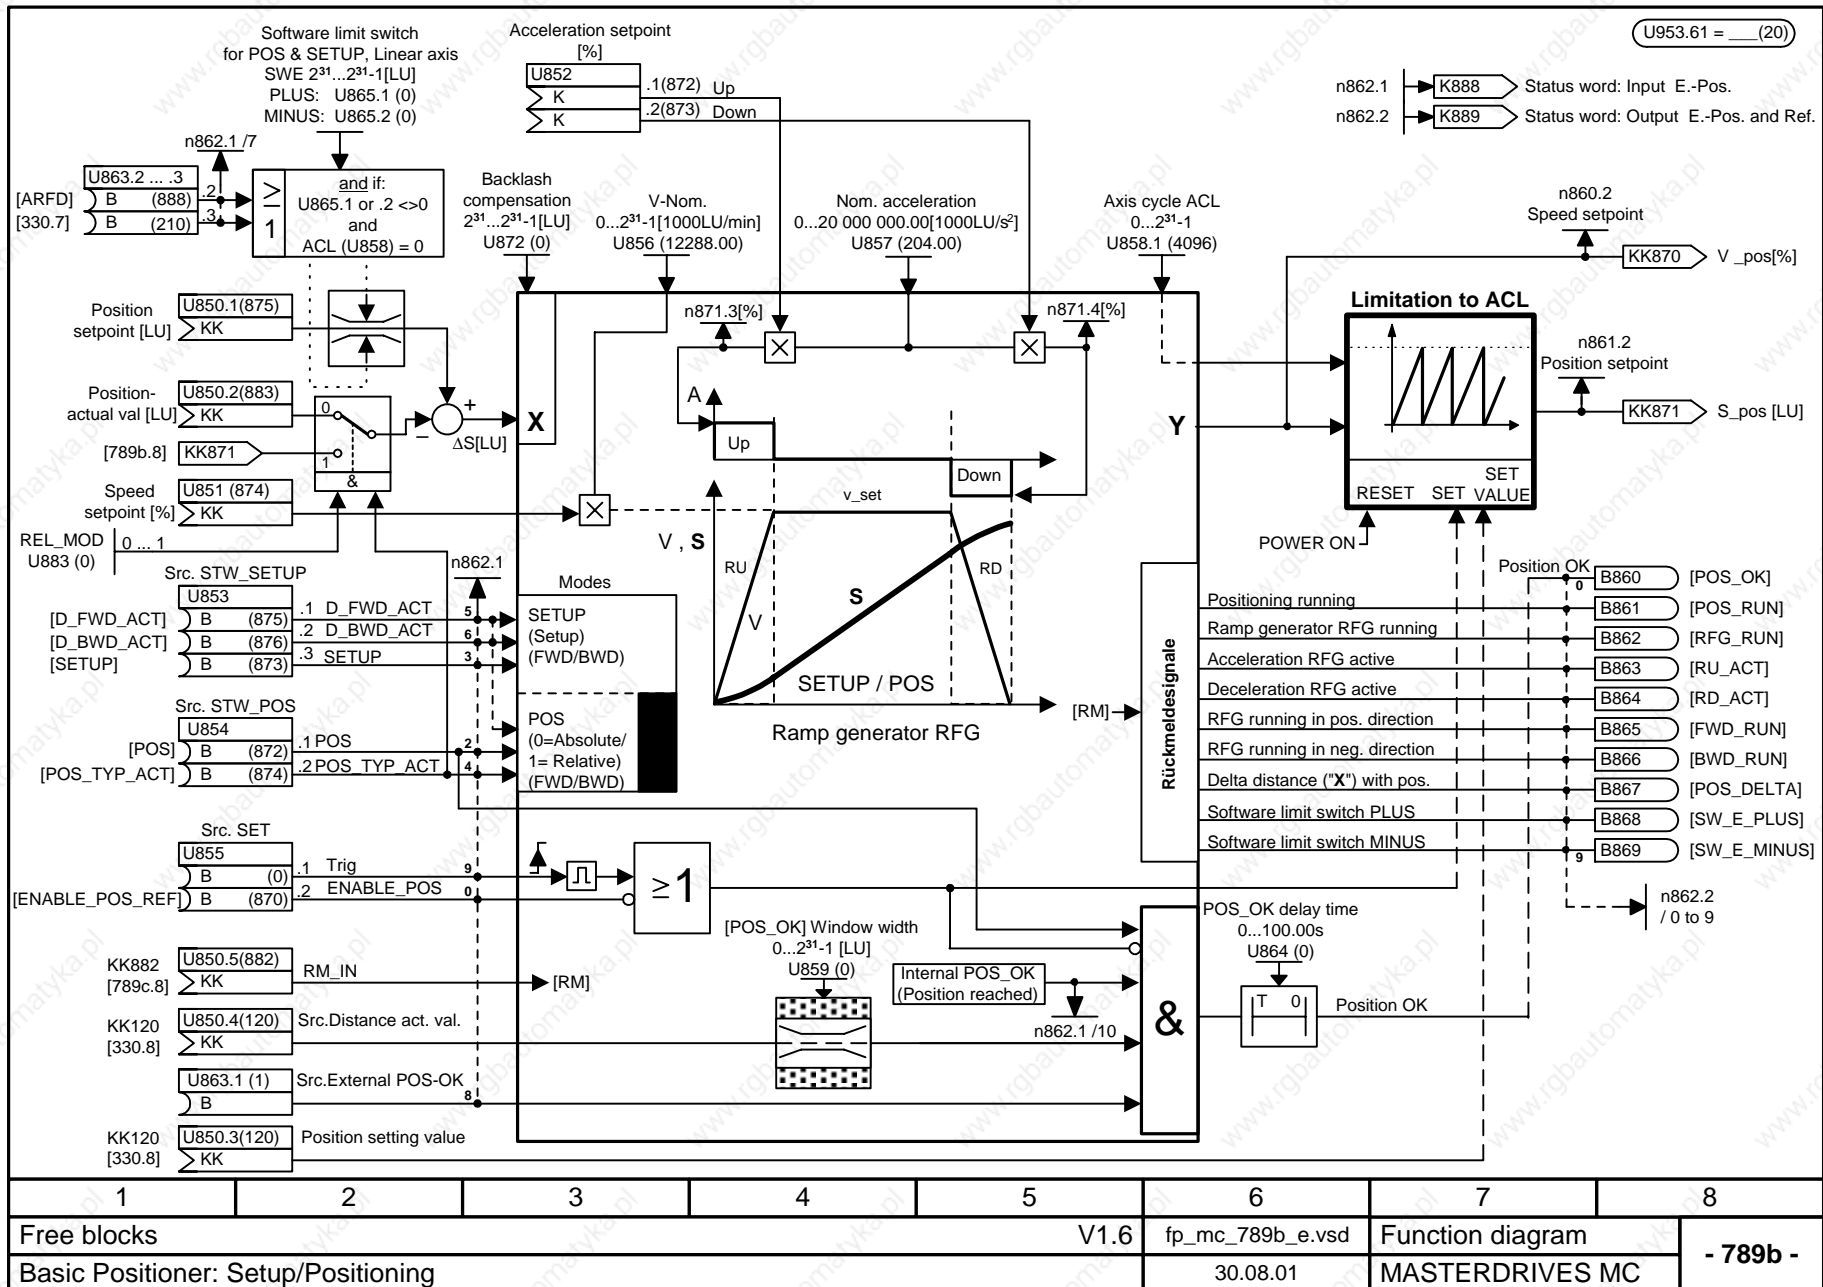 Software limit switch
for POS & SETUP, Linear axis
SWE 2³¹...2³¹-1[LU]
PLUS: U865.1 (0)
MINUS: U865.2 (0)
Acceleration setpoint
[%]
U852
K
K
.1(872) Up
.2(873) Down
U953.61 = ___(20)
n862.1 K888 Status word: Input E.-Pos.
n862.2 K889 Status word: Output E.-Pos. and Ref.
n862.1 /7
U863.2 ... .3
[ARFD] B (888) .2
[330.7] B (210) .3
≥
1
and if:
U865.1 or .2 <>0
and
ACL (U858) = 0
Backlash
compensation
2³¹...2³¹-1[LU]
U872 (0)
V-Nom.
0...2³¹-1[1000LU/min]
U856 (12288.00)
Nom. acceleration
0...20 000 000.00[1000LU/s²]
U857 (204.00)
Axis cycle ACL
0...2³¹-1
U858.1 (4096)
n860.2
Speed setpoint
KK870 V _pos[%]
Position
setpoint [LU]
U850.1(875)
KK
n871.3[%]
n871.4[%]
Limitation to ACL
n861.2
Position setpoint
KK871 S_pos [LU]
RESET SET SET
VALUE
POWER ON
Position-
actual val [LU]
U850.2(883)
KK
0
1
&
+
−
ΔS[LU]
X
Y
[789b.8] KK871
Speed
setpoint [%]
U851 (874)
KK
REL_MOD
U883 (0)
0 ... 1
A
Up
Down
v_set
V , S
RU
V
S
RD
SETUP / POS
Ramp generator RFG
[RM]
Rückmeldesignale
Src. STW_SETUP
U853
n862.1
[D_FWD_ACT] B (875) .1 D_FWD_ACT 5
[D_BWD_ACT] B (876) .2 D_BWD_ACT 6
[SETUP] B (873) .3 SETUP 3
Modes
SETUP
(Setup)
(FWD/BWD)
Src. STW_POS
U854
[POS] B (872) .1 POS 2
[POS_TYP_ACT] B (874) .2 POS_TYP_ACT 4
POS
(0=Absolute/
1= Relative)
(FWD/BWD)
Position OK 0 B860 [POS_OK]
Positioning running B861 [POS_RUN]
Ramp generator RFG running B862 [RFG_RUN]
Acceleration RFG active B863 [RU_ACT]
Deceleration RFG active B864 [RD_ACT]
RFG running in pos. direction B865 [FWD_RUN]
RFG running in neg. direction B866 [BWD_RUN]
Delta distance ("X") with pos. B867 [POS_DELTA]
Software limit switch PLUS B868 [SW_E_PLUS]
Software limit switch MINUS 9 B869 [SW_E_MINUS]
n862.2
/ 0 to 9
Src. SET
U855
B (0) .1 Trig 9
[ENABLE_POS_REF] B (870) .2 ENABLE_POS 0
≥1
[POS_OK] Window width
0...2³¹-1 [LU]
U859 (0)
Internal POS_OK
(Position reached)
n862.1 /10
&
POS_OK delay time
0...100.00s
U864 (0)
T 0
Position OK
KK882
[789c.8]
U850.5(882)
KK
RM_IN
[RM]
KK120
[330.8]
U850.4(120)
KK
Src.Distance act. val.
U863.1 (1)
B
Src.External POS-OK
8
KK120
[330.8]
U850.3(120)
KK
Position setting value
1 2 3 4 5 6 7 8
Free blocks V1.6 fp_mc_789b_e.vsd Function diagram
- 789b -
Basic Positioner: Setup/Positioning 30.08.01 MASTERDRIVES MC
www.rgbautomatyka.pl